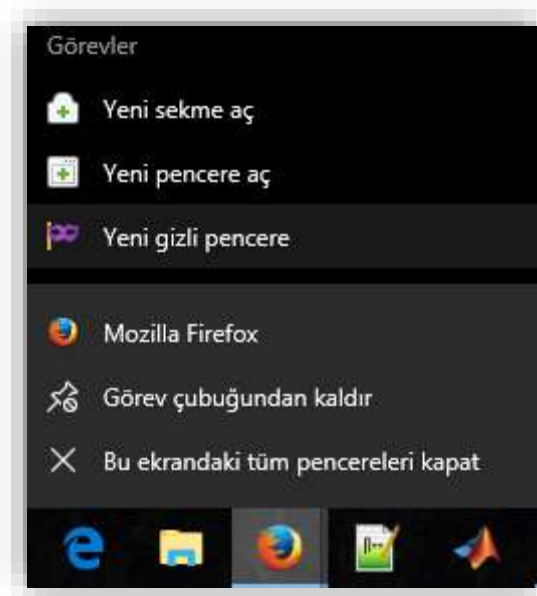 Görevler
Yeni sekme aç
Yeni pencere aç
Yeni gizli pencere
Mozilla Firefox
Görev çubuğundan kaldır
Bu ekrandaki tüm pencereleri kapat